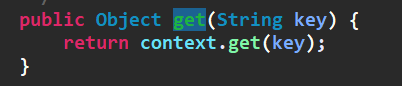 public Object get(String key) {
return context.get(key);
}